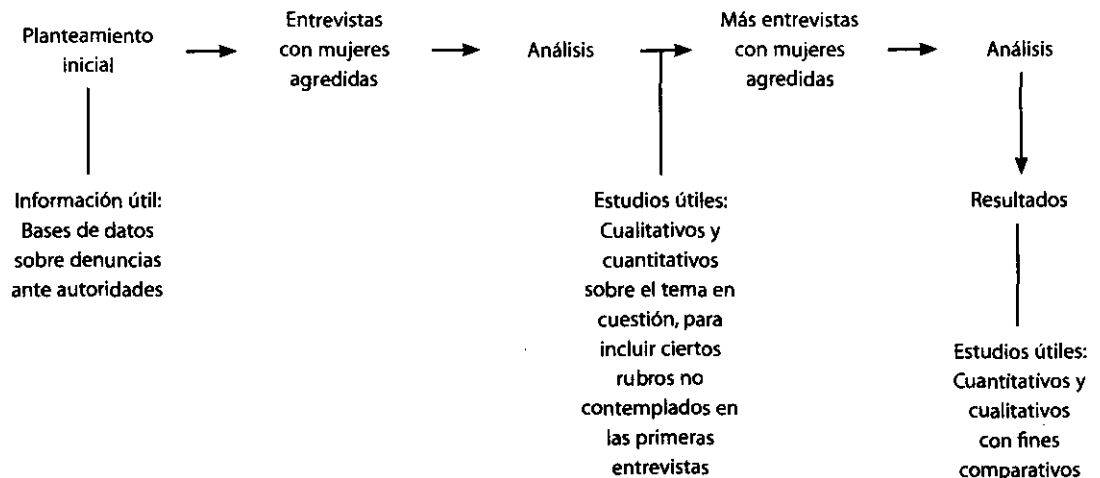 Planteamiento
inicial
Entrevistas
con mujeres
agredidas
Análisis
Más entrevistas
con mujeres
agredidas
Análisis
Información útil:
Bases de datos
sobre denuncias
ante autoridades
Estudios útiles:
Cualitativos y
cuantitativos
sobre el tema en
cuestión, para
incluir ciertos
rubros no
contemplados en
las primeras
entrevistas
Resultados
Estudios útiles:
Cuantitativos y
cualitativos
con fines
comparativos